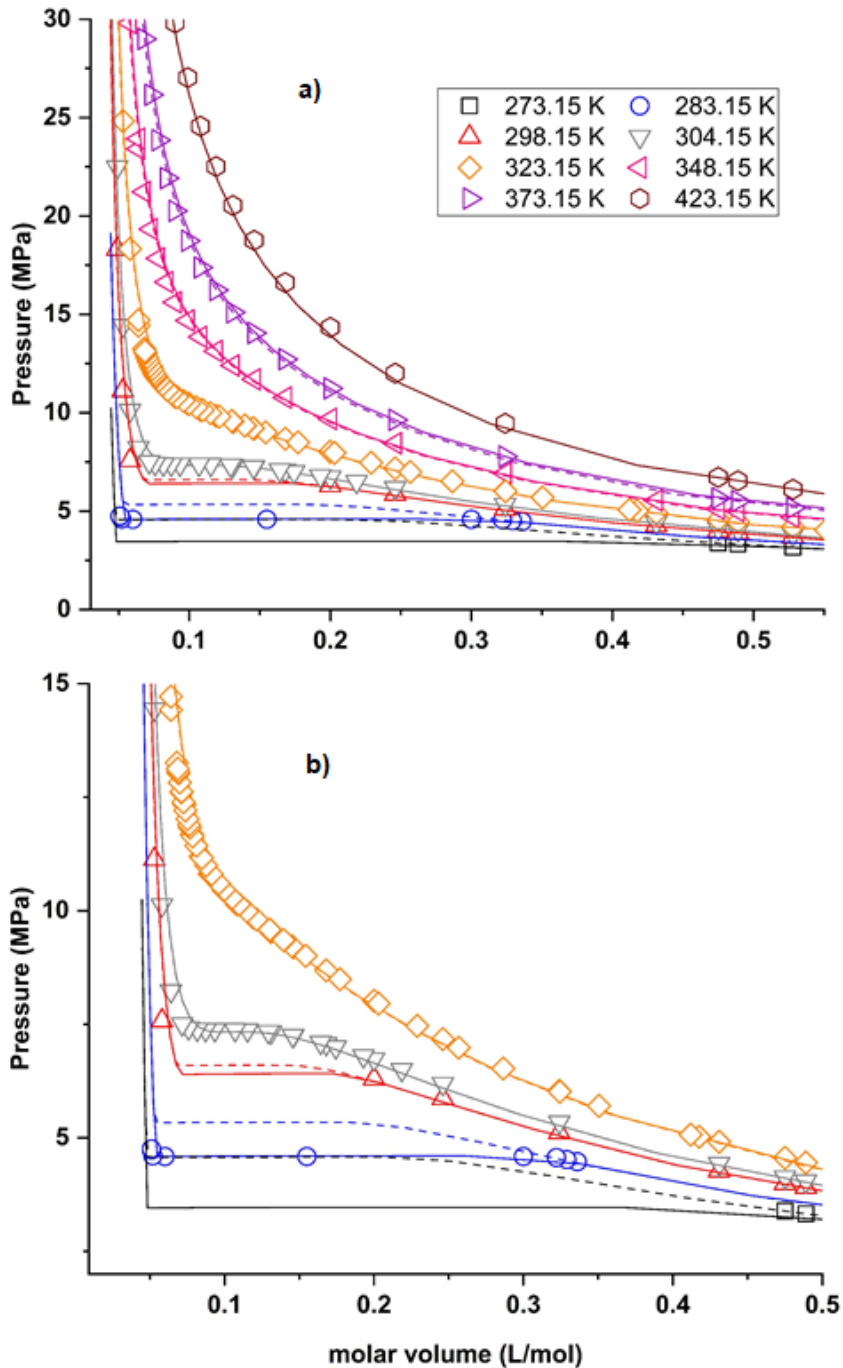 30
a)
273.15 K 283.15 K
298.15 K 304.15 K
323.15 K 348.15 K
373.15 K 423.15 K
25
20
15
10
5
0
Pressure (MPa)
0.1 0.2 0.3 0.4 0.5
15
b)
10
5
Pressure (MPa)
0.1 0.2 0.3 0.4 0.5
molar volume (L/mol)